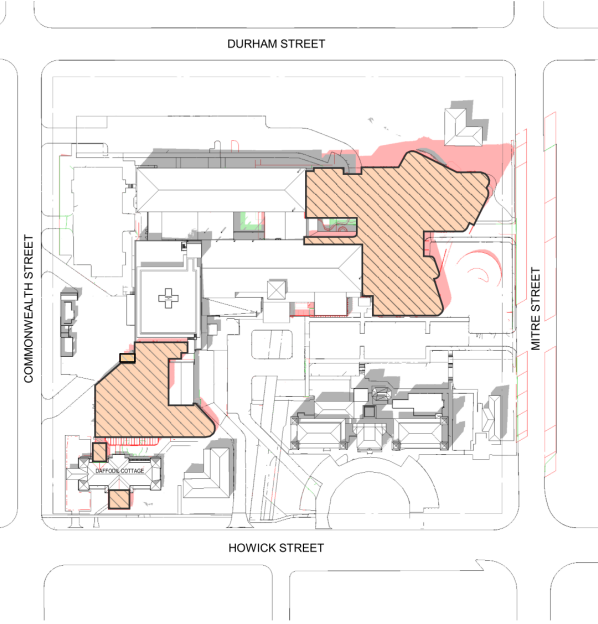 DURHAM STREET
COMMONWEALTH STREET
MITRE STREET
DAFFODIL COTTAGE
HOWICK STREET